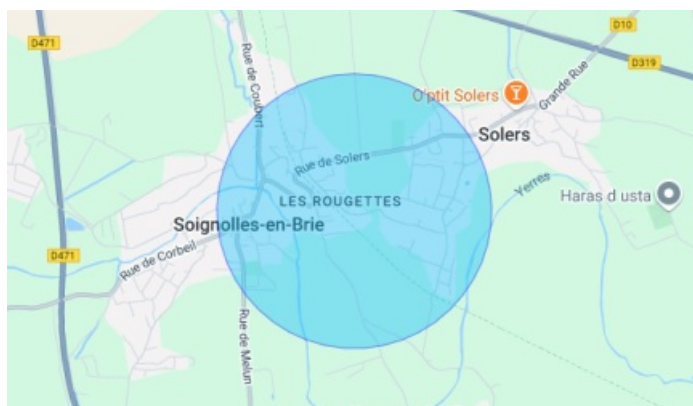 D471
D10
Rue de Coubert
D319
O'ptit Solers
Grande Rue
Solers
Rue de Solers
Yerres
Haras d usta
LES ROUGETTES
Soignolles-en-Brie
Rue de Corbeil
D471
Rue de Melun